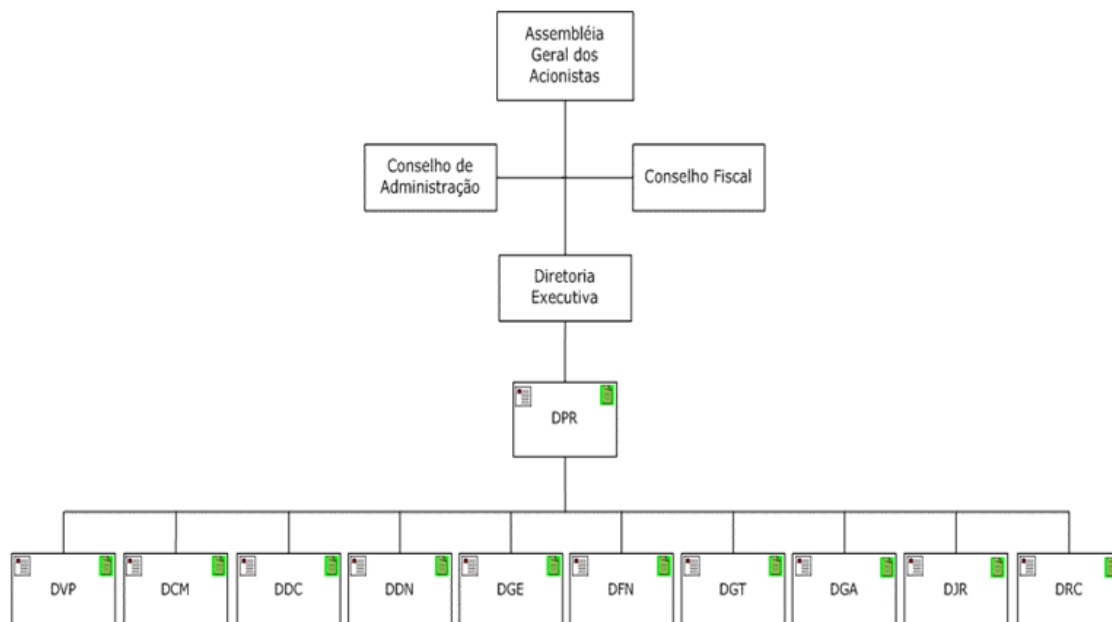 Assembléia
Geral dos
Acionistas
Conselho de
Administração
Conselho Fiscal
Diretoria
Executiva
DPR
DVP
DCM
DDC
DDN
DGE
DFN
DGT
DGA
DJR
DRC